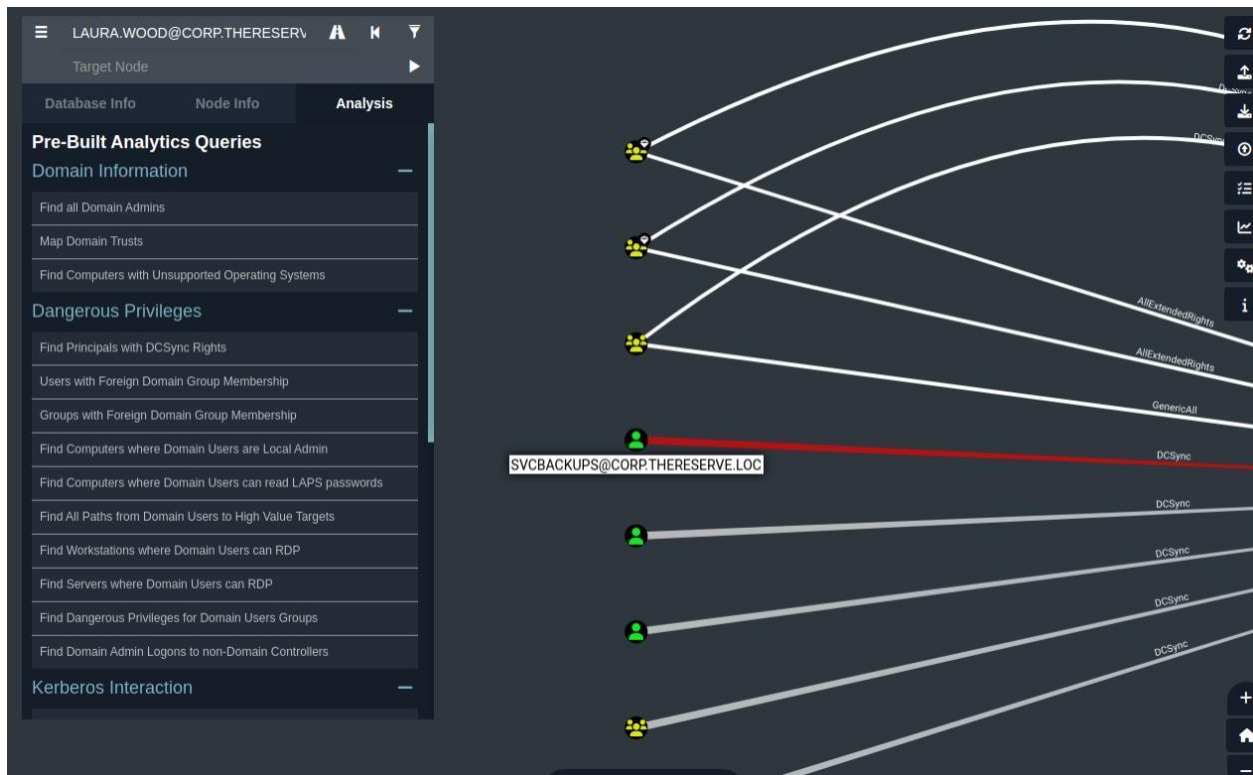 LAURA.WOOD@CORP.THERESERV
Target Node
Database Info Node Info Analysis
Pre-Built Analytics Queries
Domain Information
Find all Domain Admins
Map Domain Trusts
Find Computers with Unsupported Operating Systems
Dangerous Privileges
Find Principals with DCSync Rights
Users with Foreign Domain Group Membership
Groups with Foreign Domain Group Membership
Find Computers where Domain Users are Local Admin
Find Computers where Domain Users can read LAPS passwords
Find All Paths from Domain Users to High Value Targets
Find Workstations where Domain Users can RDP
Find Servers where Domain Users can RDP
Find Dangerous Privileges for Domain Users Groups
Find Domain Admin Logons to non-Domain Controllers
Kerberos Interaction
AllExtendedRights
AllExtendedRights
GenericAll
DCSync
SVCBACKUPS@CORP.THERESERVE.LOC
DCSync
DCSync
DCSync
DCSync